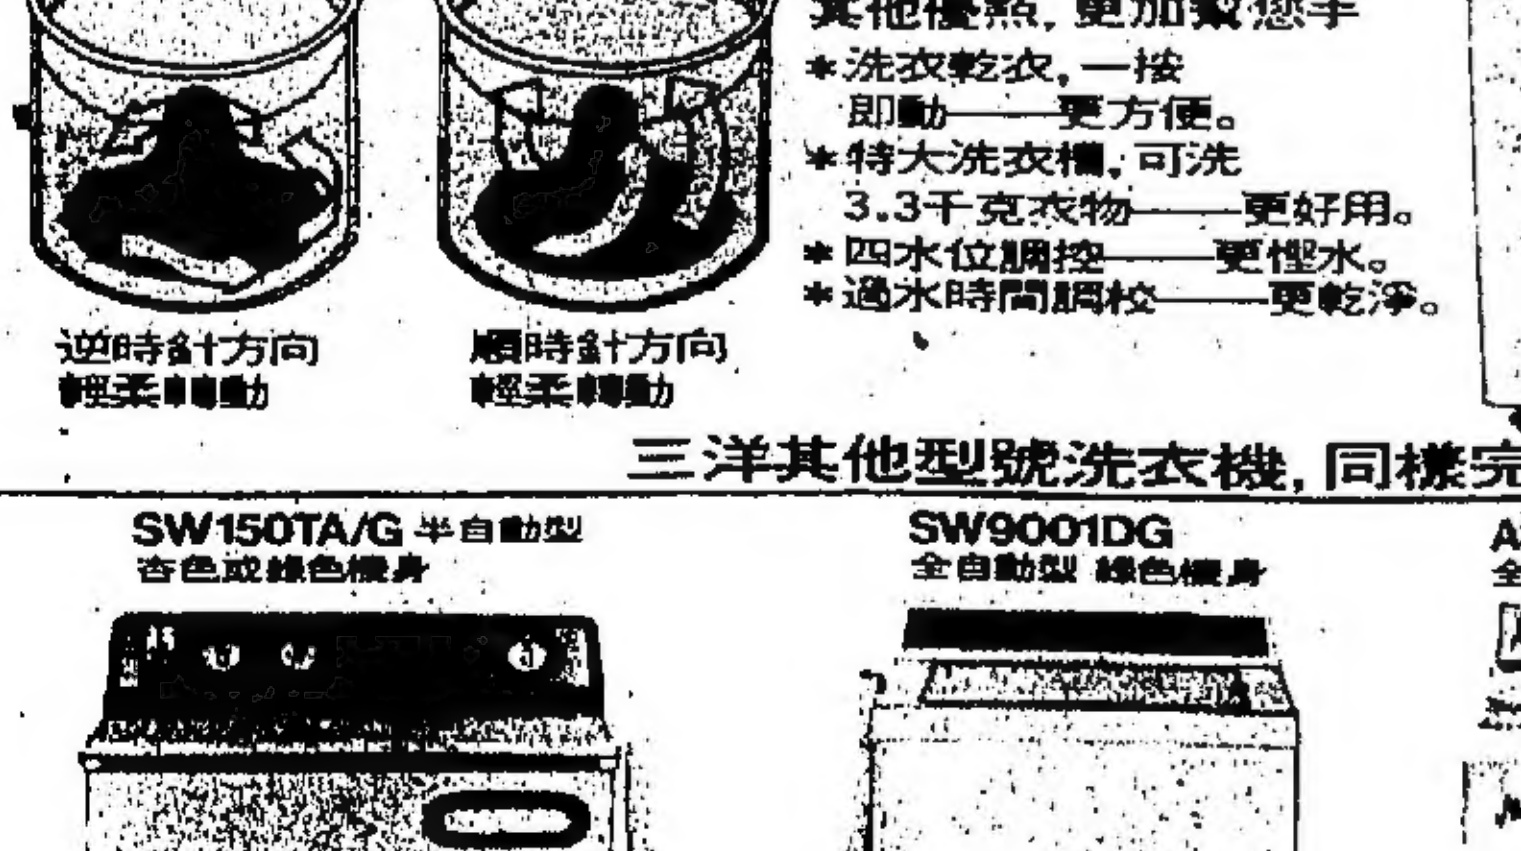 其他優點, 更加幫您手
*洗衣乾衣, 一按
即動——更方便。
*特大洗衣桶, 可洗
3.3千克衣物——更好用。
*四水位調控——更慳水。
*過水時間調校——更乾淨。
逆時針方向
輕柔轉動
順時針方向
輕柔轉動
三洋其他型號洗衣機, 同樣完
SW150TA/G 半自動型
杏色或綠色機身
SW9001DG
全自動型 綠色機身
A
全